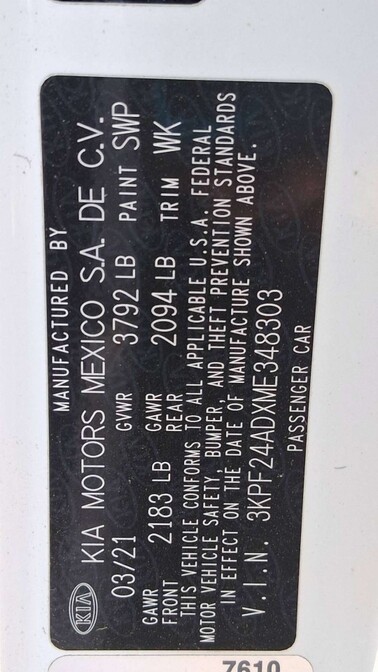 MANUFACTURED BY
KIA KIA MOTORS MEXICO S.A. DE C.V.
03/21 GVWR 3792 LB PAINT SWP
GAWR FRONT 2183 LB GAWR REAR 2094 LB TRIM WK
THIS VEHICLE CONFORMS TO ALL APPLICABLE U.S.A. FEDERAL
MOTOR VEHICLE SAFETY, BUMPER, AND THEFT PREVENTION STANDARDS
IN EFFECT ON THE DATE OF MANUFACTURE SHOWN ABOVE.
V.I.N. 3KPF24ADXME348303
PASSENGER CAR
7610